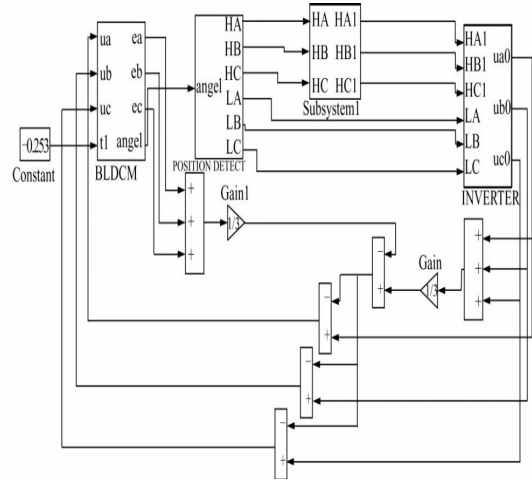 ua ea
ub eb
uc ec
t1 angel
BLDCM
-0.253
Constant
angel
HA
HB
HC
LA
LB
LC
POSITION DETECT
HA HA1
HB HB1
HC HC1
Subsystem1
HA1
HB1
HC1
LA
LB
LC
ua0
ub0
uc0
INVERTER
+
+
+
Gain1
1/3
−
+
Gain
1/3
+
+
+
−
+
−
+
−
+